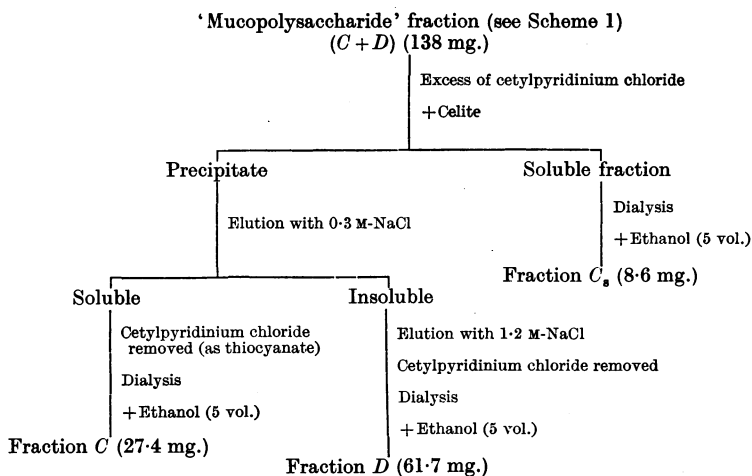 ‘Mucopolysaccharide’ fraction (see Scheme 1)
(C + D) (138 mg.)
Excess of cetylpyridinium chloride
+Celite
Precipitate
Soluble fraction
Elution with 0·3 M-NaCl
Dialysis
+Ethanol (5 vol.)
Fraction Cs (8·6 mg.)
Soluble
Insoluble
Cetylpyridinium chloride
removed (as thiocyanate)
Dialysis
+Ethanol (5 vol.)
Fraction C (27·4 mg.)
Elution with 1·2 M-NaCl
Cetylpyridinium chloride removed
Dialysis
+Ethanol (5 vol.)
Fraction D (61·7 mg.)